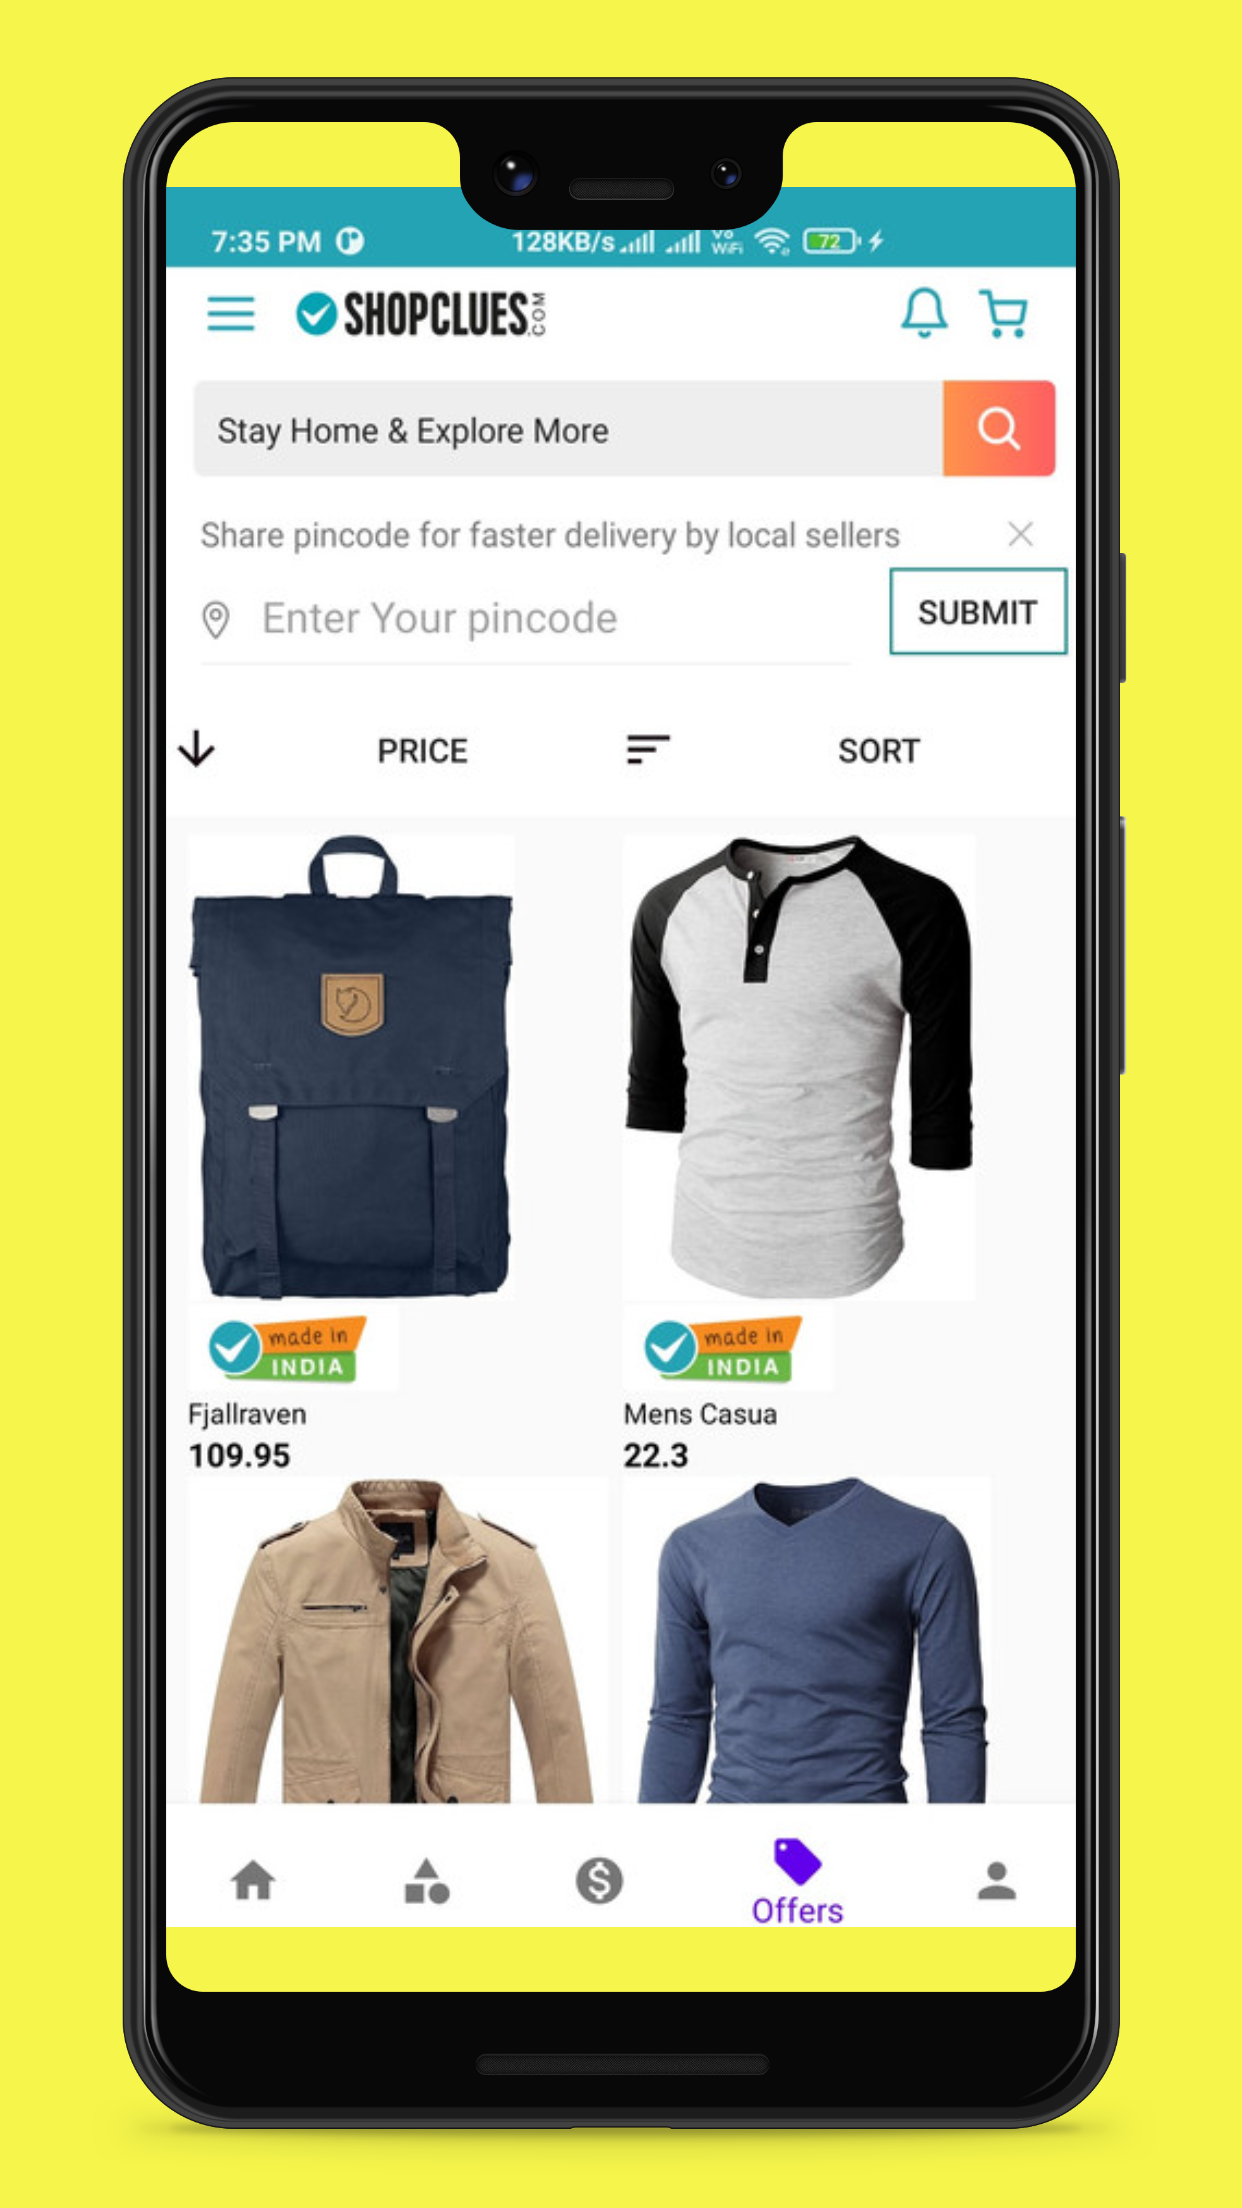 7:35 PM 128KB/s Vo WiFi 72
SHOPCLUES.COM
Stay Home & Explore More
Share pincode for faster delivery by local sellers
Enter Your pincode SUBMIT
PRICE SORT
made in made in
INDIA INDIA
Fjallraven Mens Casua
109.95 22.3
Offers